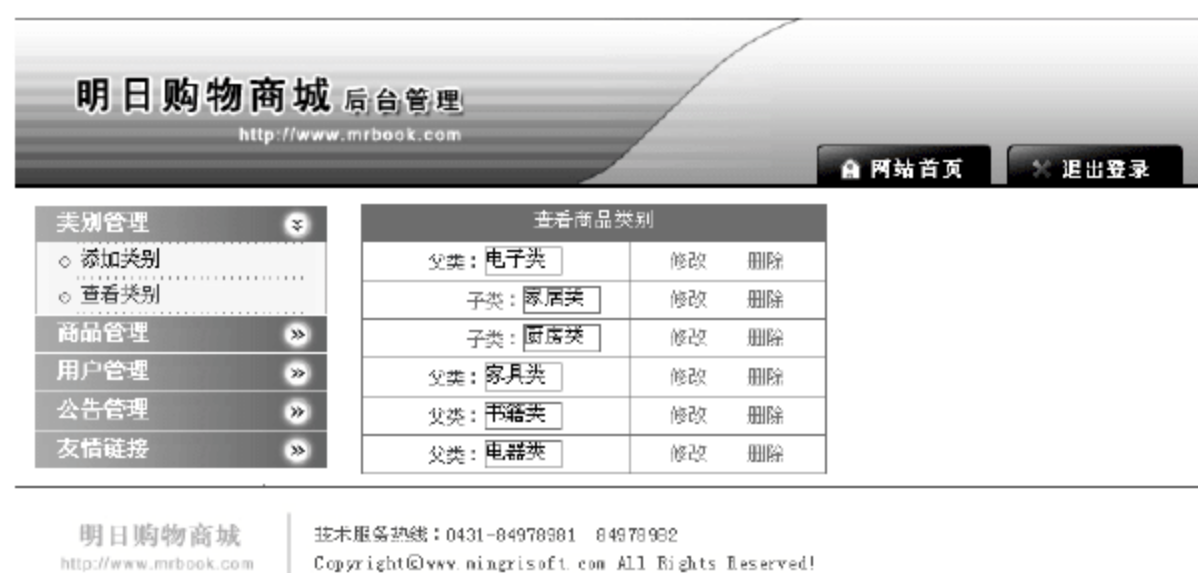 明日购物商城 后台管理
http://www.mrbook.com
网站首页 退出登录
类别管理
添加类别
查看类别
商品管理
用户管理
公告管理
友情链接
查看商品类别
父类：电子类 修改 删除
子类：家居类 修改 删除
子类：厨房类 修改 删除
父类：家具类 修改 删除
父类：书籍类 修改 删除
父类：电器类 修改 删除
明日购物商城
http://www.mrbook.com
技术服务热线：0431-84978981 84978982
Copyright©www.mingrisoft.com All Rights Reserved!